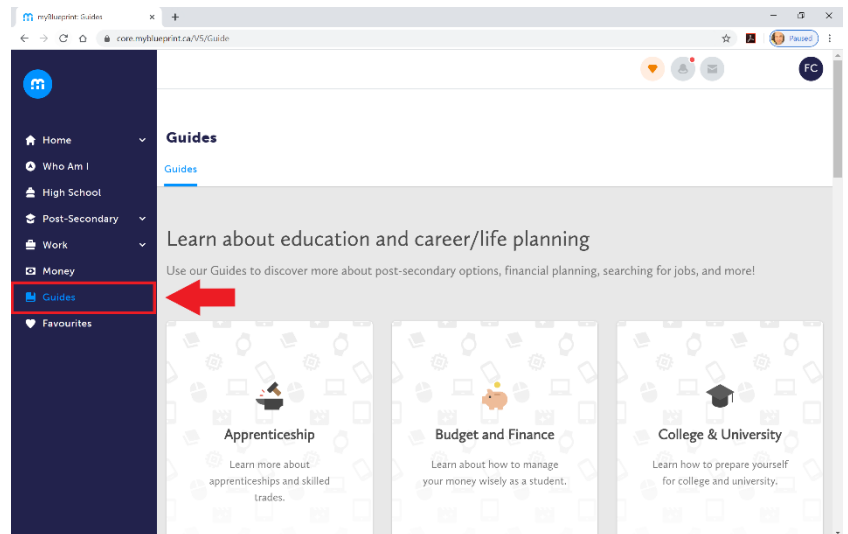 myBlueprint: Guides
core.myblueprint.ca/V5/Guide
Paused
m
FC
Home
Who Am I
High School
Post-Secondary
Work
Money
Guides
Favourites
Guides
Guides
Learn about education and career/life planning
Use our Guides to discover more about post-secondary options, financial planning, searching for jobs, and more!
Apprenticeship
Learn more about
apprenticeships and skilled
trades.
Budget and Finance
Learn about how to manage
your money wisely as a student.
College & University
Learn how to prepare yourself
for college and university.